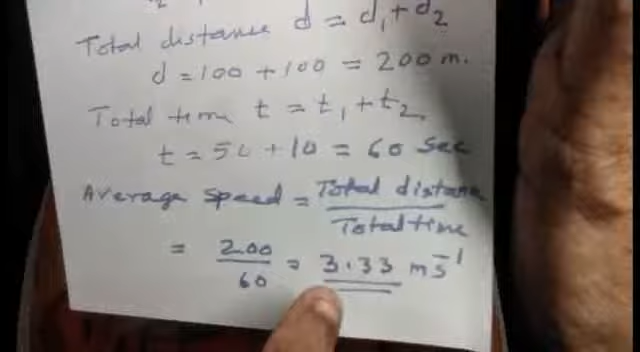 Total distance d = d₁ + d₂
d = 100 + 100 = 200 m.
Total time t = t₁ + t₂
t = 50 + 10 = 60 sec
Average speed = Total distance / Total time
= 200 / 60 = 3.33 ms⁻¹